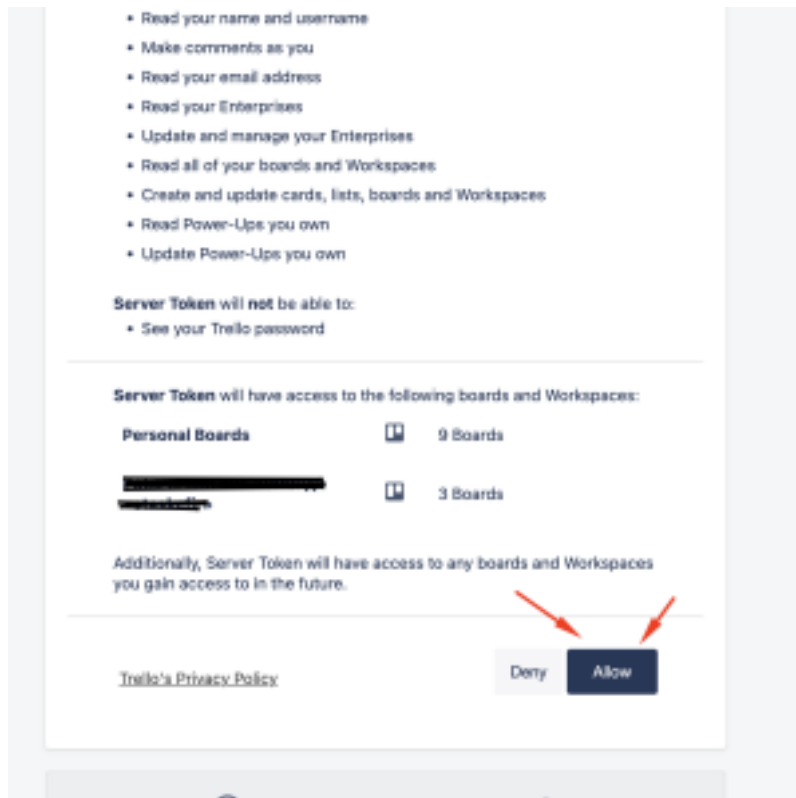 • Read your name and username
• Make comments as you
• Read your email address
• Read your Enterprises
• Update and manage your Enterprises
• Read all of your boards and Workspaces
• Create and update cards, lists, boards and Workspaces
• Read Power-Ups you own
• Update Power-Ups you own
Server Token will not be able to:
• See your Trello password
Server Token will have access to the following boards and Workspaces:
Personal Boards 9 Boards
3 Boards
Additionally, Server Token will have access to any boards and Workspaces
you gain access to in the future.
Trello's Privacy Policy Deny Allow